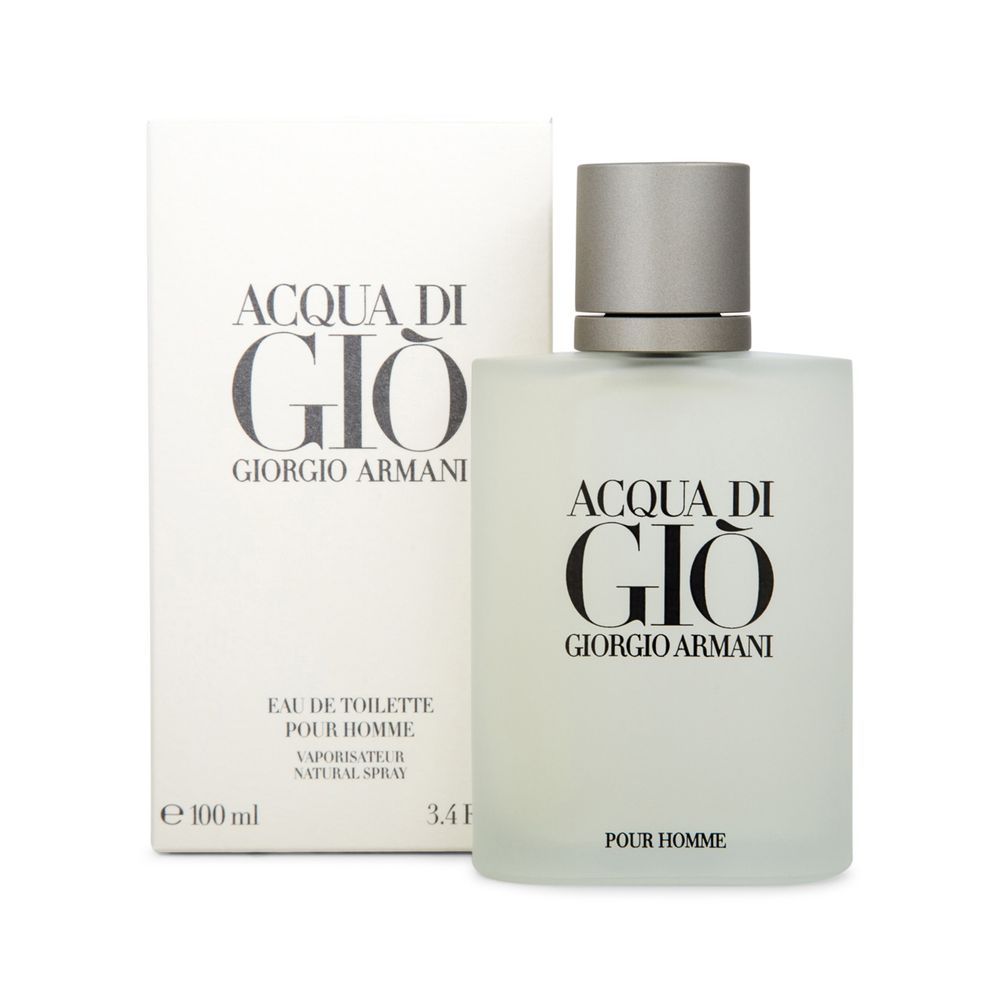 ACQUA DI
GIÒ
GIORGIO ARMANI
EAU DE TOILETTE
POUR HOMME
VAPORISATEUR
NATURAL SPRAY
℮ 100 ml
3.4
ACQUA DI
GIÒ
GIORGIO ARMANI
POUR HOMME